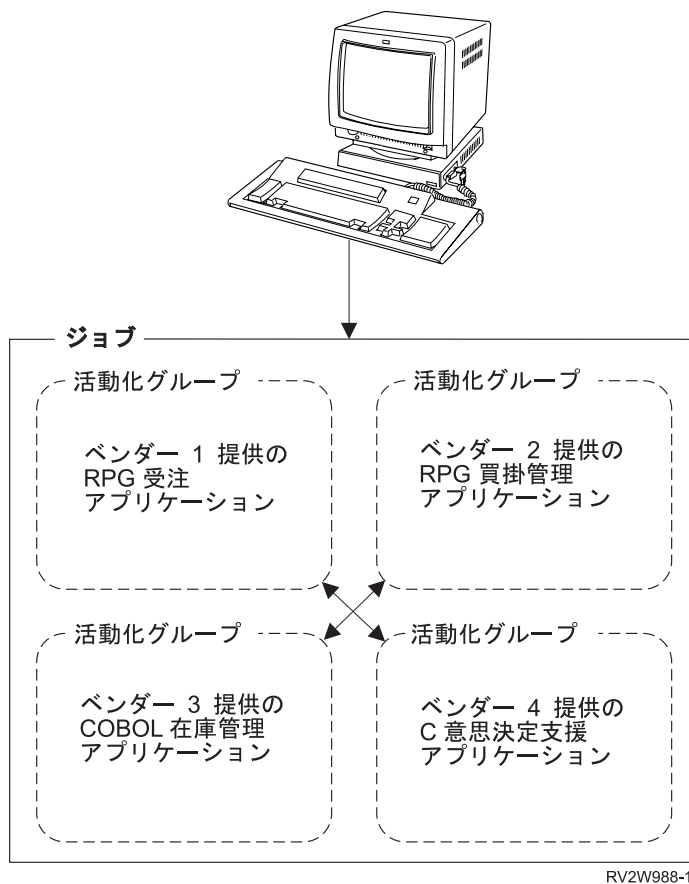 ジョブ
活動化グループ
ベンダー 1 提供の
RPG 受注
アプリケーション
活動化グループ
ベンダー 2 提供の
RPG 買掛管理
アプリケーション
活動化グループ
ベンダー 3 提供の
COBOL 在庫管理
アプリケーション
活動化グループ
ベンダー 4 提供の
C 意思決定支援
アプリケーション
RV2W988-1